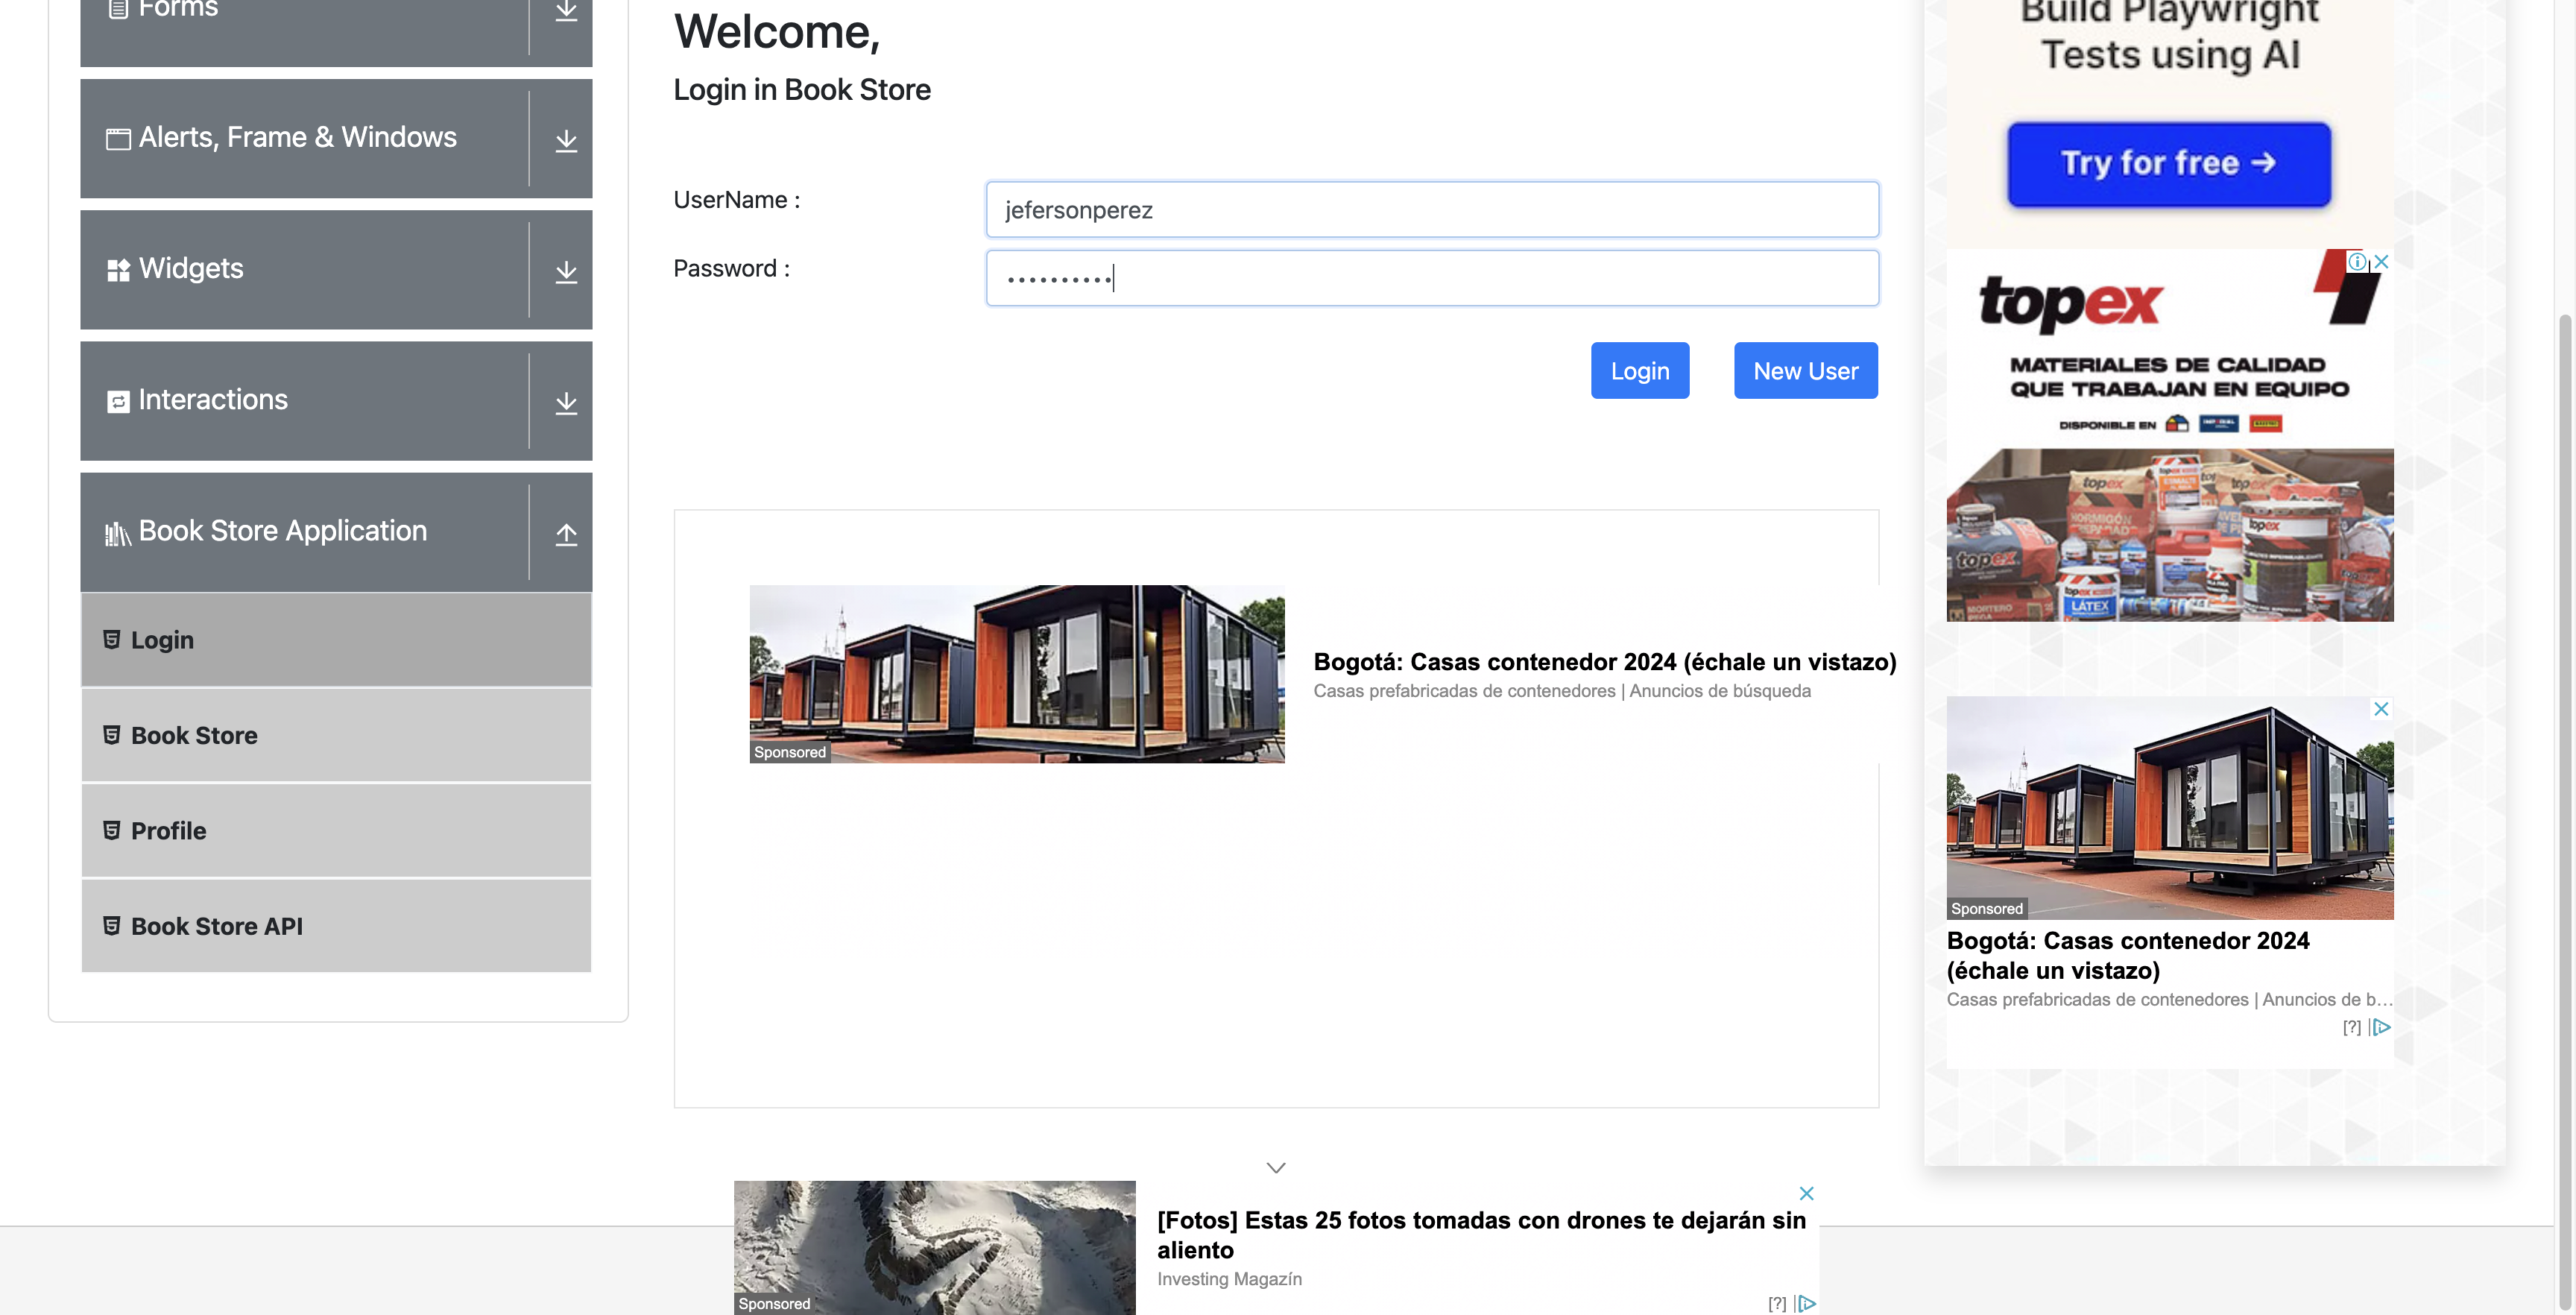 Forms
Alerts, Frame & Windows
Widgets
Interactions
Book Store Application
Login
Book Store
Profile
Book Store API
Welcome,
Login in Book Store
UserName :
jefersonperez
Password :
Login
New User
Sponsored
Bogotá: Casas contenedor 2024 (échale un vistazo)
Casas prefabricadas de contenedores | Anuncios de búsqueda
Sponsored
[Fotos] Estas 25 fotos tomadas con drones te dejarán sin
aliento
Investing Magazín
[?]
Build Playwright
Tests using AI
Try for free →
topex
MATERIALES DE CALIDAD
QUE TRABAJAN EN EQUIPO
DISPONIBLE EN
topex
topex
topex
LÁTEX
Sponsored
Bogotá: Casas contenedor 2024
(échale un vistazo)
Casas prefabricadas de contenedores | Anuncios de b...
[?]